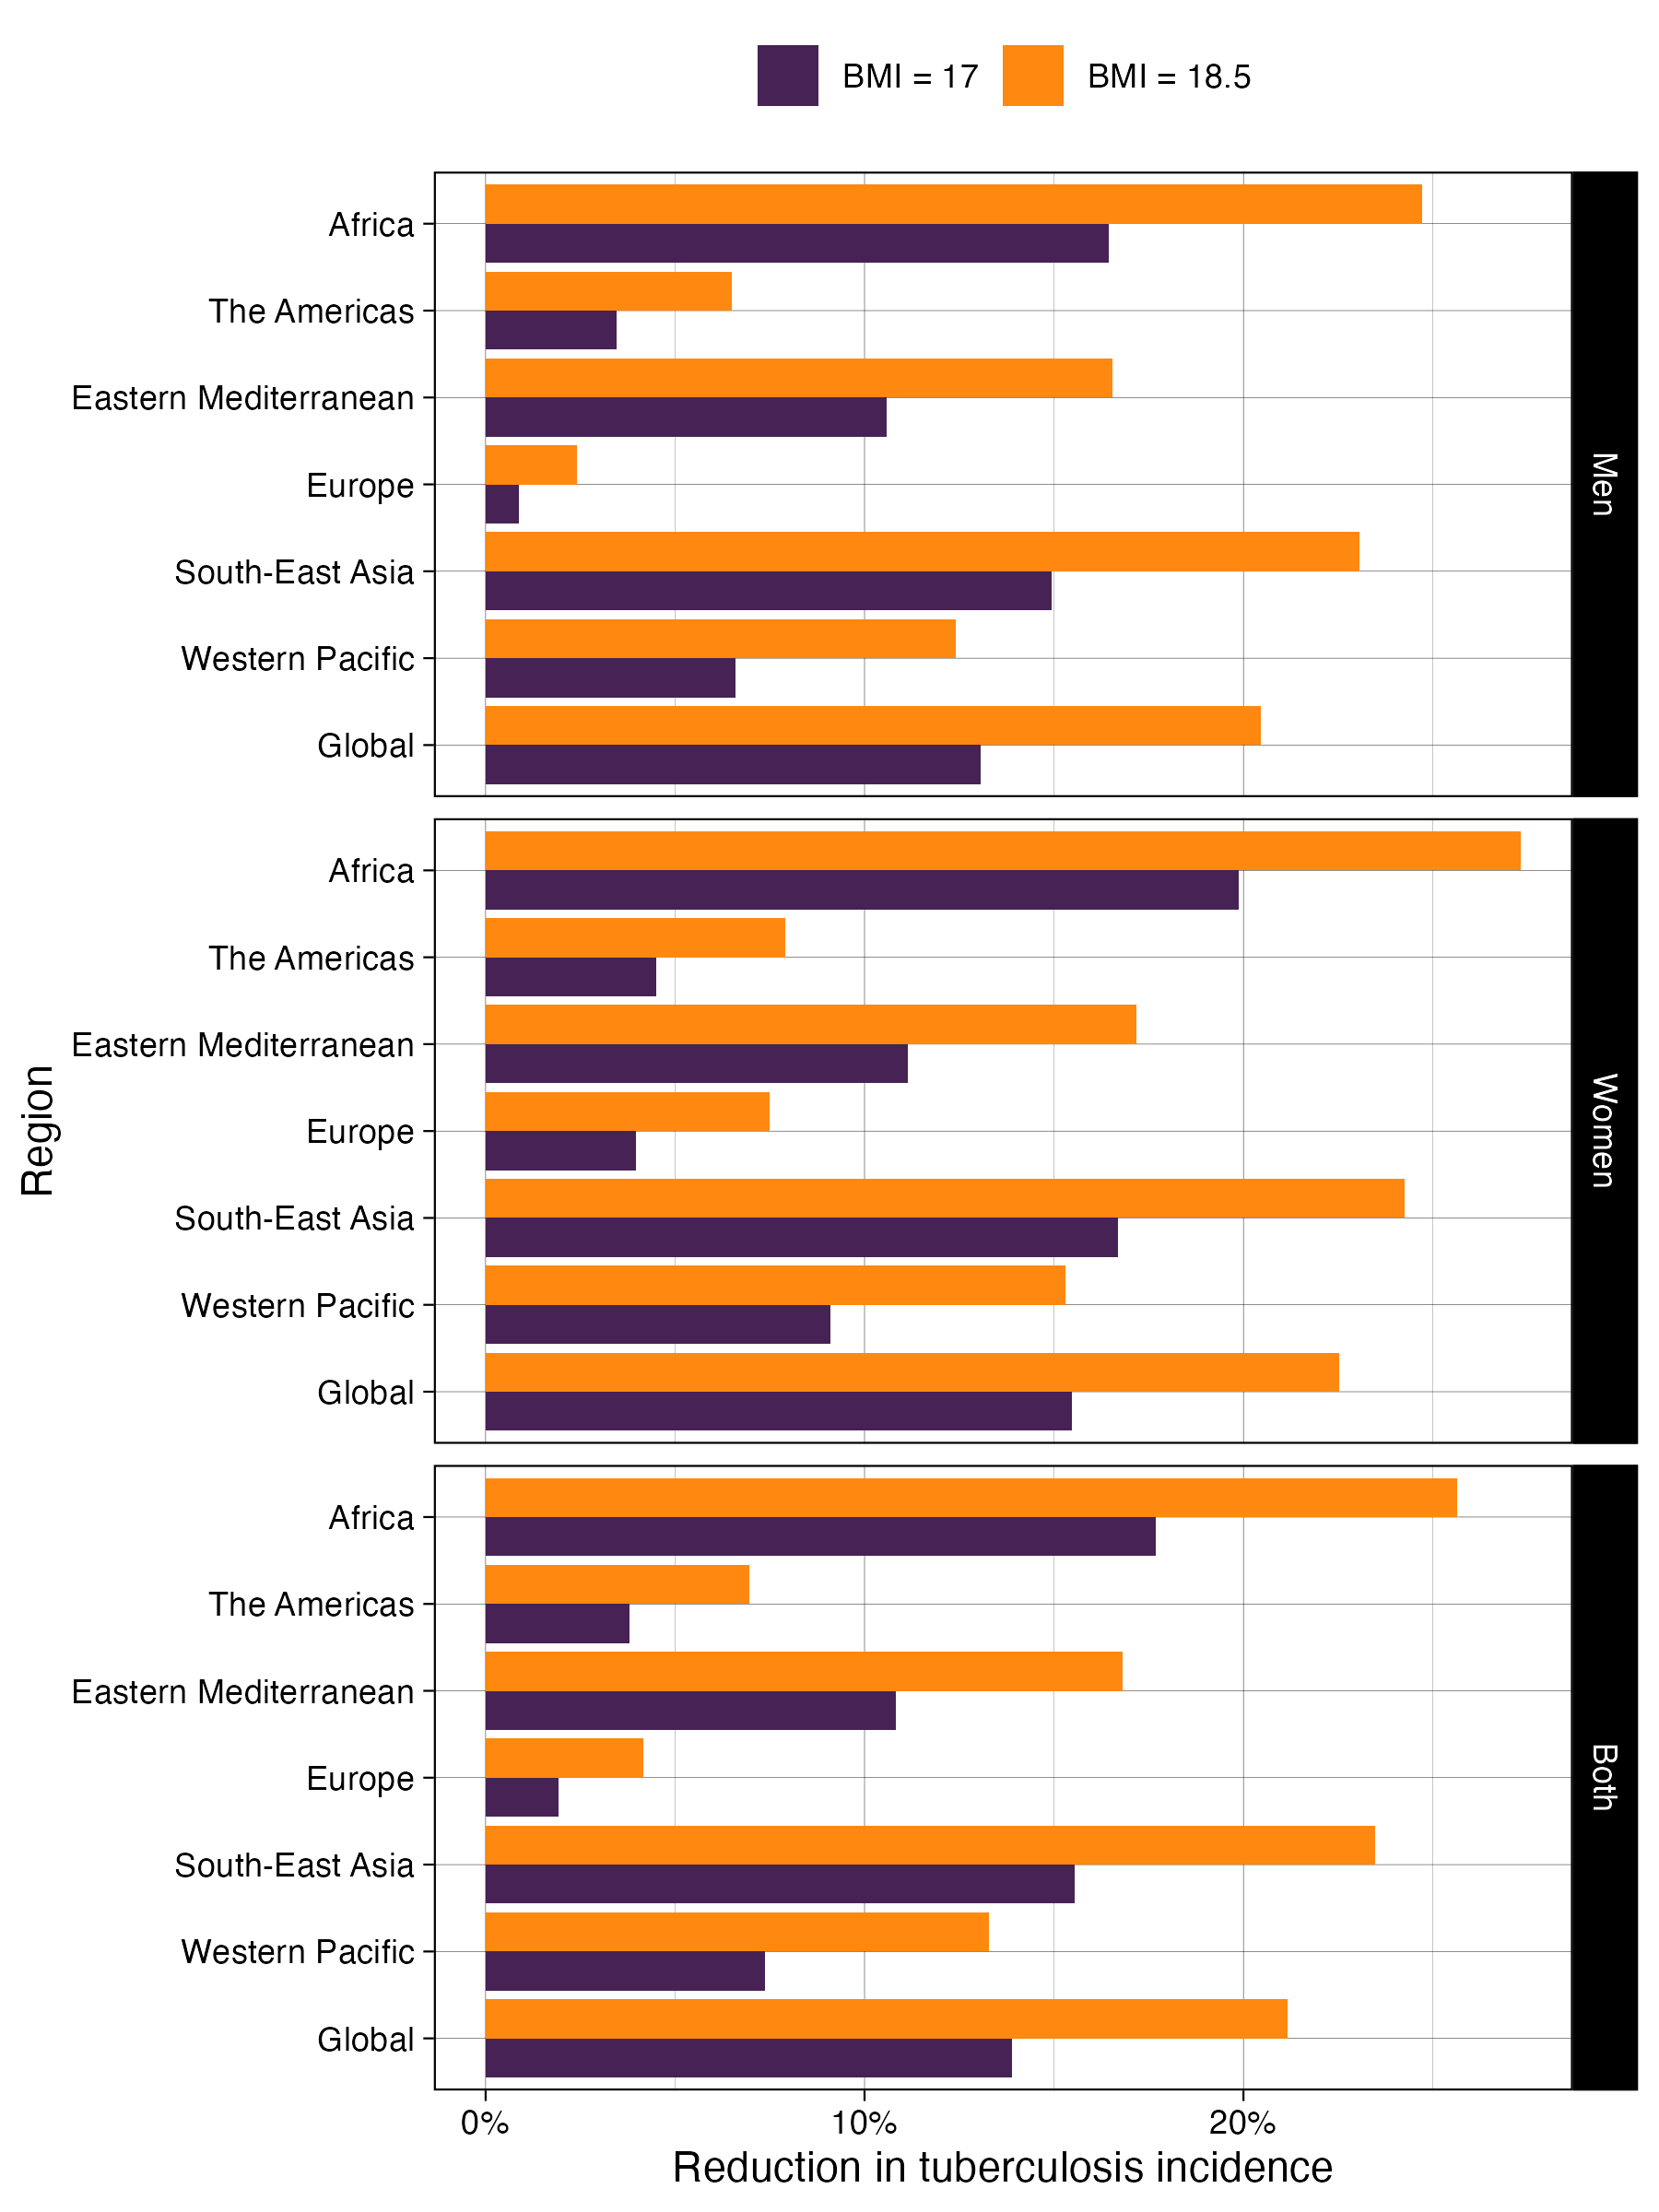 BMI = 17 BMI = 18.5
Africa
The Americas
Eastern Mediterranean
Europe
South-East Asia
Western Pacific
Global
Men
Region
Africa
The Americas
Eastern Mediterranean
Europe
South-East Asia
Western Pacific
Global
Women
Africa
The Americas
Eastern Mediterranean
Europe
South-East Asia
Western Pacific
Global
Both
0% 10% 20%
Reduction in tuberculosis incidence